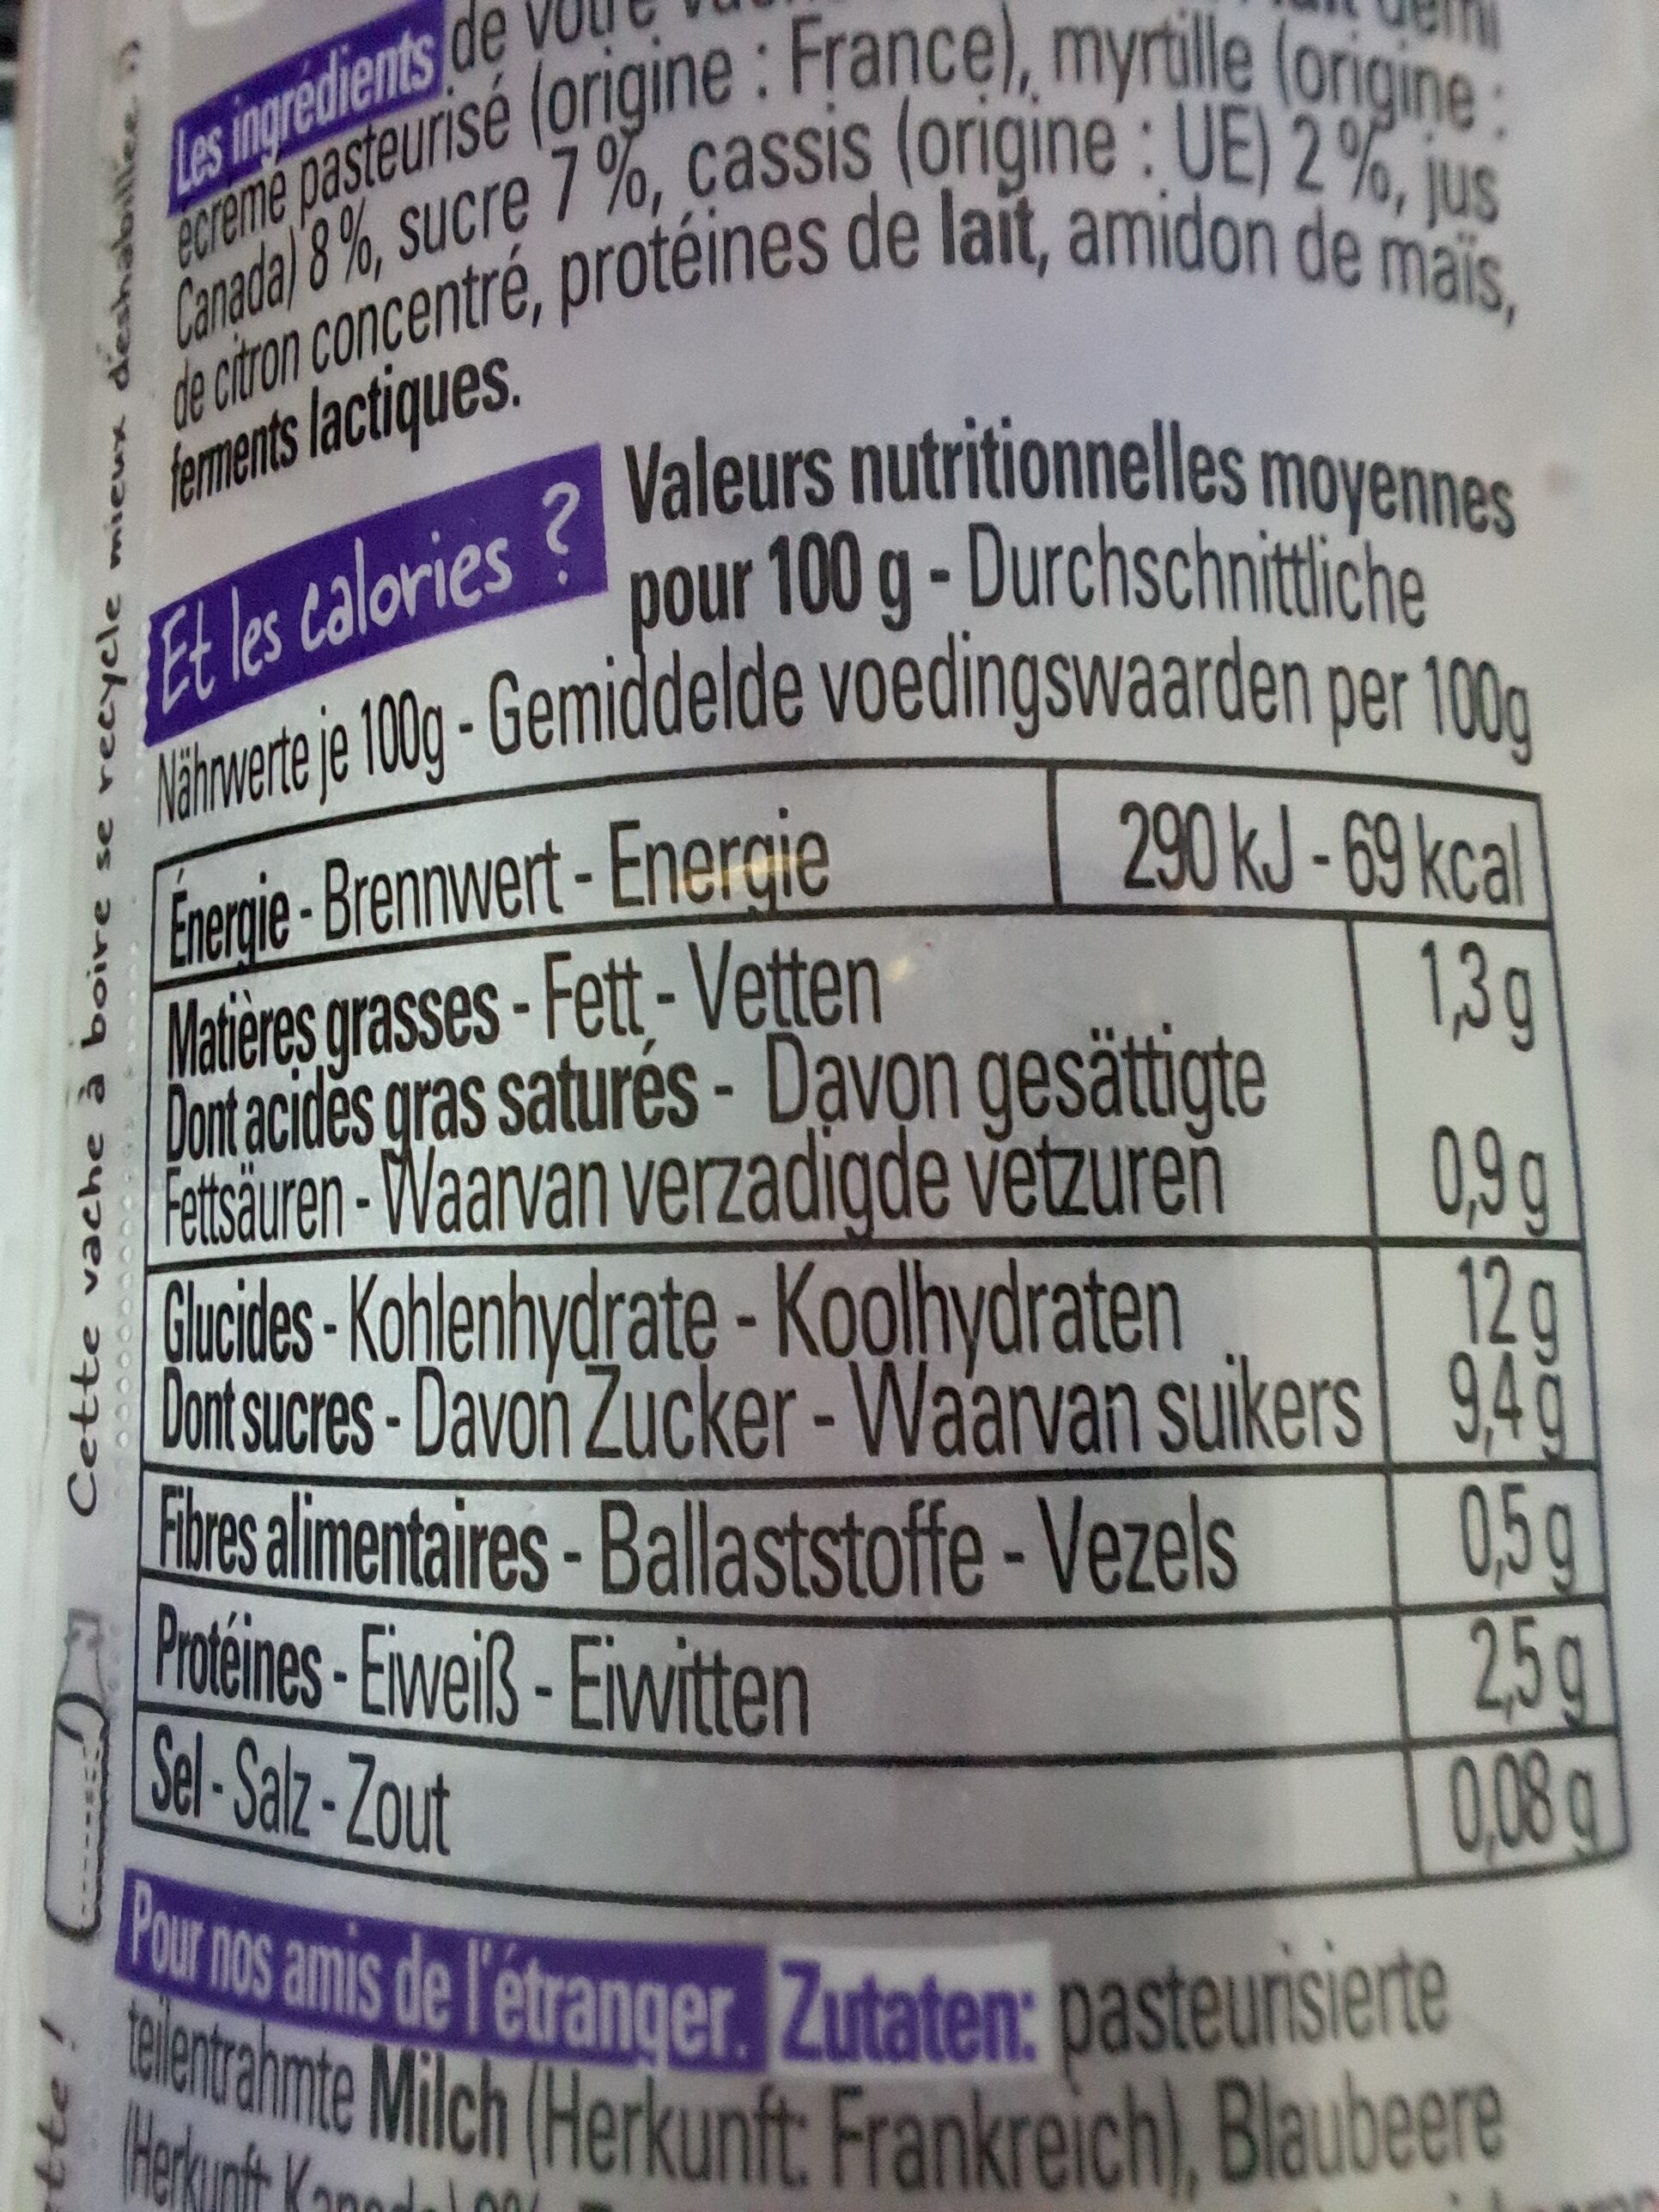 Les ingrédients de votre
écrémé pasteurisé (origine : France), myrtille (origine :
Canada) 8 %, sucre 7 %, cassis (origine : UE) 2 %, jus
de citron concentré, protéines de lait, amidon de maïs,
ferments lactiques.
Et les calories ? Valeurs nutritionnelles moyennes
pour 100 g - Durchschnittliche
Nährwerte je 100g - Gemiddelde voedingswaarden per 100g
Énergie - Brennwert - Energie 290 kJ - 69 kcal
Matières grasses - Fett - Vetten 1,3 g
Dont acides gras saturés - Davon gesättigte
Fettsäuren - Waarvan verzadigde vetzuren 0,9 g
Glucides - Kohlenhydrate - Koolhydraten 12 g
Dont sucres - Davon Zucker - Waarvan suikers 9,4 g
Fibres alimentaires - Ballaststoffe - Vezels 0,5 g
Protéines - Eiweiß - Eiwitten 2,5 g
Sel - Salz - Zout 0,08 g
Pour nos amis de l'étranger. Zutaten: pasteurisierte
teilentrahmte Milch (Herkunft: Frankreich), Blaubeere
(Herkunft:
Cette vache à boire se recycle mieux déshabillée :)